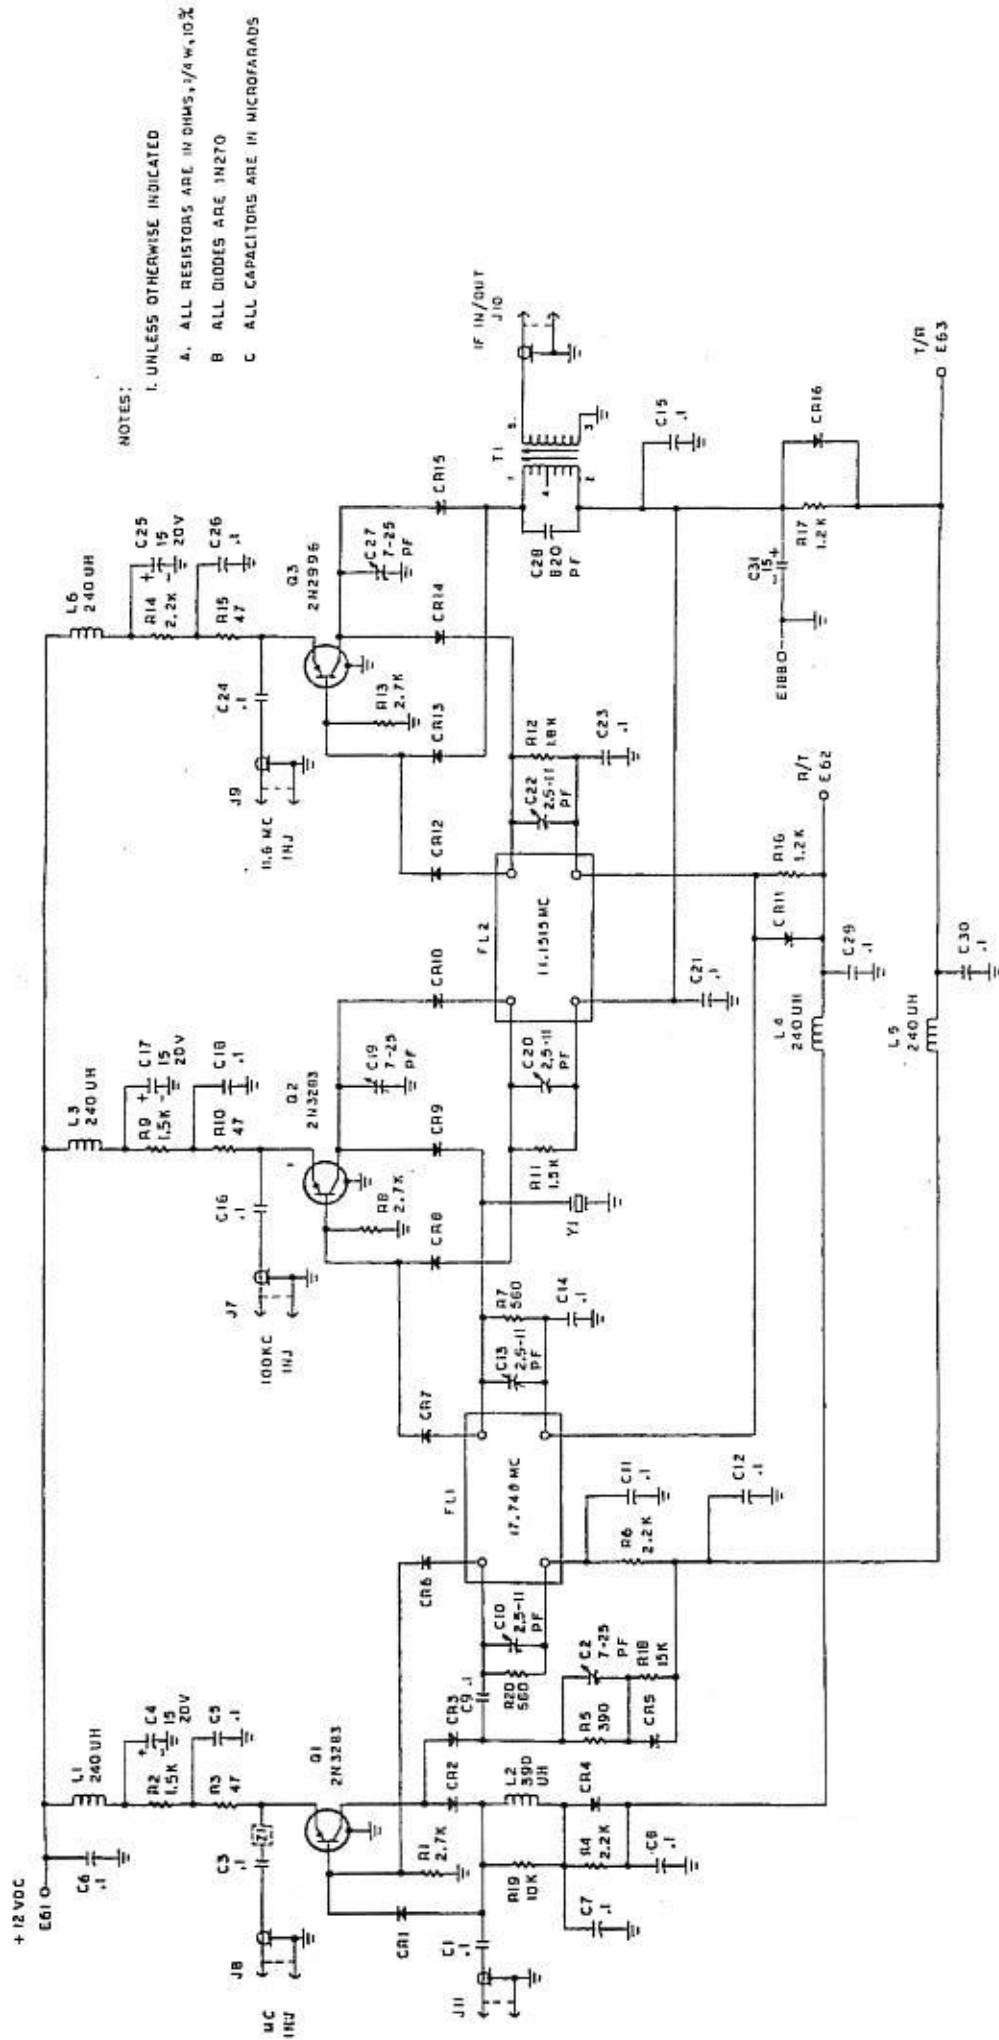 NOTES:
1. UNLESS OTHERWISE INDICATED
A. ALL RESISTORS ARE IN OHMS, 1/4 W, 10%
B ALL DIODES ARE 1N270
C ALL CAPACITORS ARE IN MICROFARADS
+12 VDC
E61
C6
.1
L1
240 UH
C4
15
20V
+
-
R2
1.5K
C5
.1
R3
47
J8
MC
INJ
C3
.1
Z1
Q1
2N3283
R1
2.7K
CR1
C1
.1
J11
CR3
CR2
R19
10K
L2
390
UH
CR4
R4
2.2K
C7
.1
C8
.1
C9
.1
R20
560
C10
2.5-11
PF
R5
390
C2
7-25
PF
R18
15K
CR5
CR6
FL1
17.748 MC
CR7
C11
.1
R6
2.2K
C12
.1
C13
2.5-11
PF
R7
560
C14
.1
L3
240 UH
C17
15
20V
+
-
R9
1.5K
C18
.1
R10
47
J7
100KC
INJ
C16
.1
Q2
2N3283
R8
2.7K
CR8
CR9
C19
7-25
PF
CR10
Y1
R11
1.5K
C20
2.5-11
PF
C21
.1
FL2
11.1515 MC
CR12
C22
2.5-11
PF
R12
1.8K
C23
.1
L6
240 UH
C25
15
20V
+
-
R14
2.2K
C26
.1
R15
47
J9
11.6 MC
INJ
C24
.1
Q3
2N2996
R13
2.7K
CR13
CR14
C27
7-25
PF
CR15
C28
820
PF
T1
1
4
2
5
3
IF IN/OUT
J10
C15
.1
E188
C31
15
-
+
R17
1.2K
CR16
T/R
E63
R/T
E62
R16
1.2K
CR11
C29
.1
L4
240 UH
L5
240 UH
C30
.1